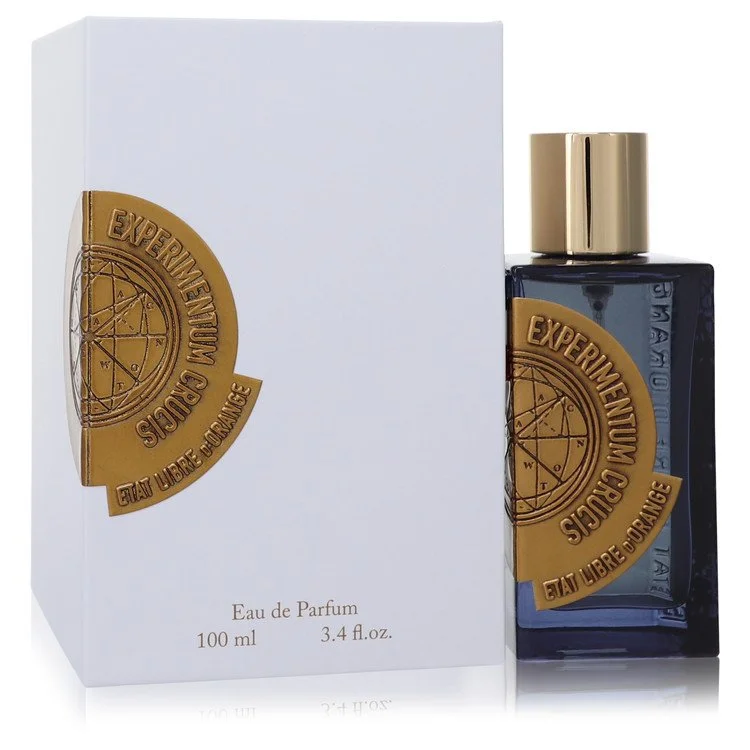 EXPERIMENTUM CRUCIS
ETAT LIBRE D'ORANGE
Eau de Parfum
100 ml 3.4 fl.oz.
EXPERIMENTUM CRUCIS
ETAT LIBRE D'ORANGE